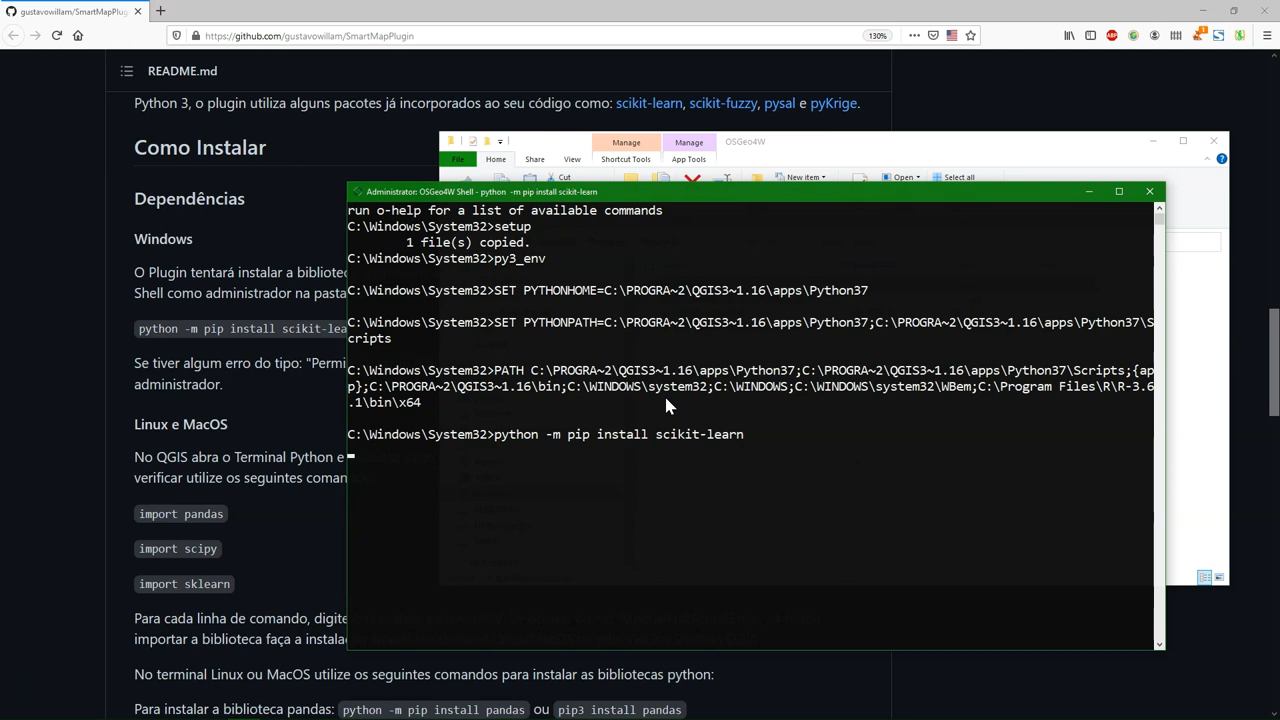 gustavowillam/SmartMapPlugin
https://github.com/gustavowillam/SmartMapPlugin
130%
ABP
README.md
Python 3, o plugin utiliza alguns pacotes já incorporados ao seu código como: scikit-learn, scikit-fuzzy, pysal e pyKrige.
Como Instalar
Dependências
Windows
O Plugin tentará instalar a bibliote
Shell como administrador na pasta
python -m pip install scikit-lea
Se tiver algum erro do tipo: "Permi
administrador.
Linux e MacOS
No QGIS abra o Terminal Python e
verificar utilize os seguintes coman
import pandas
import scipy
import sklearn
Para cada linha de comando, digite
importar a biblioteca faça a instala
No terminal Linux ou MacOS utilize os seguintes comandos para instalar as bibliotecas python:
Para instalar a biblioteca pandas: python -m pip install pandas ou pip3 install pandas
Manage
Manage
OSGeo4W
File
Home
Share
View
Shortcut Tools
App Tools
Cut
New item
Open
Select all
Administrator: OSGeo4W Shell - python -m pip install scikit-learn
run o-help for a list of available commands
C:\Windows\System32>setup
1 file(s) copied.
C:\Windows\System32>py3_env
C:\Windows\System32>SET PYTHONHOME=C:\PROGRA~2\QGIS3~1.16\apps\Python37
C:\Windows\System32>SET PYTHONPATH=C:\PROGRA~2\QGIS3~1.16\apps\Python37;C:\PROGRA~2\QGIS3~1.16\apps\Python37\S
cripts
C:\Windows\System32>PATH C:\PROGRA~2\QGIS3~1.16\apps\Python37;C:\PROGRA~2\QGIS3~1.16\apps\Python37\Scripts;{ap
p};C:\PROGRA~2\QGIS3~1.16\bin;C:\WINDOWS\system32;C:\WINDOWS;C:\WINDOWS\system32\WBem;C:\Program Files\R\R-3.6
.1\bin\x64
C:\Windows\System32>python -m pip install scikit-learn